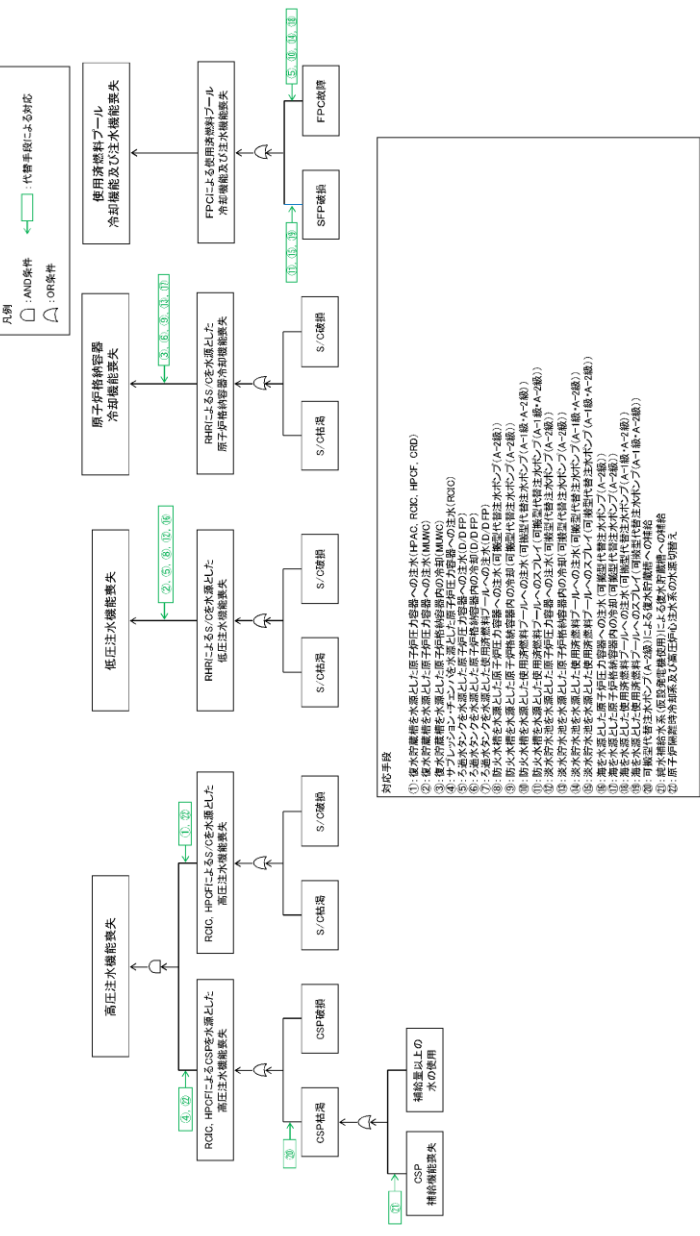 凡例
:AND条件
:OR条件
:代替手段による対応
高圧注水機能喪失
④, ㉒
①, ㉒
RCIC, HPCFによるCSPを水源とした
高圧注水機能喪失
RCIC, HPCFによるS/Cを水源とした
高圧注水機能喪失
⑳
CSP枯渇
CSP破損
S/C枯渇
S/C破損
㉑
CSP
補給機能喪失
補給量以上の
水の使用
低圧注水機能喪失
②, ⑤, ⑧, ⑫, ⑯
RHRによるS/Cを水源とした
低圧注水機能喪失
S/C枯渇
S/C破損
原子炉格納容器
冷却機能喪失
③, ⑥, ⑨, ⑬, ⑰
RHRによるS/Cを水源とした
原子炉格納容器冷却機能喪失
S/C枯渇
S/C破損
使用済燃料プール
冷却機能及び注水機能喪失
FPCによる使用済燃料プール
冷却機能及び注水機能喪失
SFP破損
FPC故障
対応手段
①:復水貯蔵槽を水源とした原子炉圧力容器への注水(HPAC, RCIC, HPCF, CRD)
②:復水貯蔵槽を水源とした原子炉圧力容器への注水(MUWC)
③:復水貯蔵槽を水源とした原子炉格納容器内の冷却(MUWC)
④:サプレッション・チェンバを水源とした原子炉圧力容器への注水(RCIC)
⑤:ろ過水タンクを水源とした原子炉圧力容器への注水(D/D FP)
⑥:ろ過水タンクを水源とした原子炉格納容器内の冷却(D/D FP)
⑦:ろ過水タンクを水源とした使用済燃料プールへの注水(D/D FP)
⑧:防火水槽を水源とした原子炉圧力容器への注水(可搬型代替注水ポンプ(A-2級))
⑨:防火水槽を水源とした原子炉格納容器内の冷却(可搬型代替注水ポンプ(A-2級))
⑩:防火水槽を水源とした使用済燃料プールへの注水(可搬型代替注水ポンプ(A-1級・A-2級))
⑪:防火水槽を水源とした使用済燃料プールへのスプレイ(可搬型代替注水ポンプ(A-1級・A-2級))
⑫:淡水貯水池を水源とした原子炉圧力容器への注水(可搬型代替注水ポンプ(A-2級))
⑬:淡水貯水池を水源とした原子炉格納容器内の冷却(可搬型代替注水ポンプ(A-2級))
⑭:淡水貯水池を水源とした使用済燃料プールへの注水(可搬型代替注水ポンプ(A-1級・A-2級))
⑮:淡水貯水池を水源とした使用済燃料プールへのスプレイ(可搬型代替注水ポンプ(A-1級・A-2級))
⑯:海を水源とした原子炉圧力容器への注水(可搬型代替注水ポンプ(A-2級))
⑰:海を水源とした原子炉格納容器内の冷却(可搬型代替注水ポンプ(A-2級))
⑱:海を水源とした使用済燃料プールへの注水(可搬型代替注水ポンプ(A-1級・A-2級))
⑲:海を水源とした使用済燃料プールへのスプレイ(可搬型代替注水ポンプ(A-1級・A-2級))
⑳:可搬型代替注水ポンプ(A-2級)による復水貯蔵槽への補給
㉑:純水補給水系(仮設発電機使用)による復水貯蔵槽への補給
㉒:原子炉隔離時冷却系及び高圧炉心注水系の水源切替え